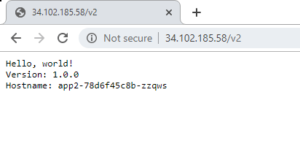 34.102.185.58/v2
Not secure | 34.102.185.58/v2
Hello, world!
Version: 1.0.0
Hostname: app2-78d6f45c8b-zzqws